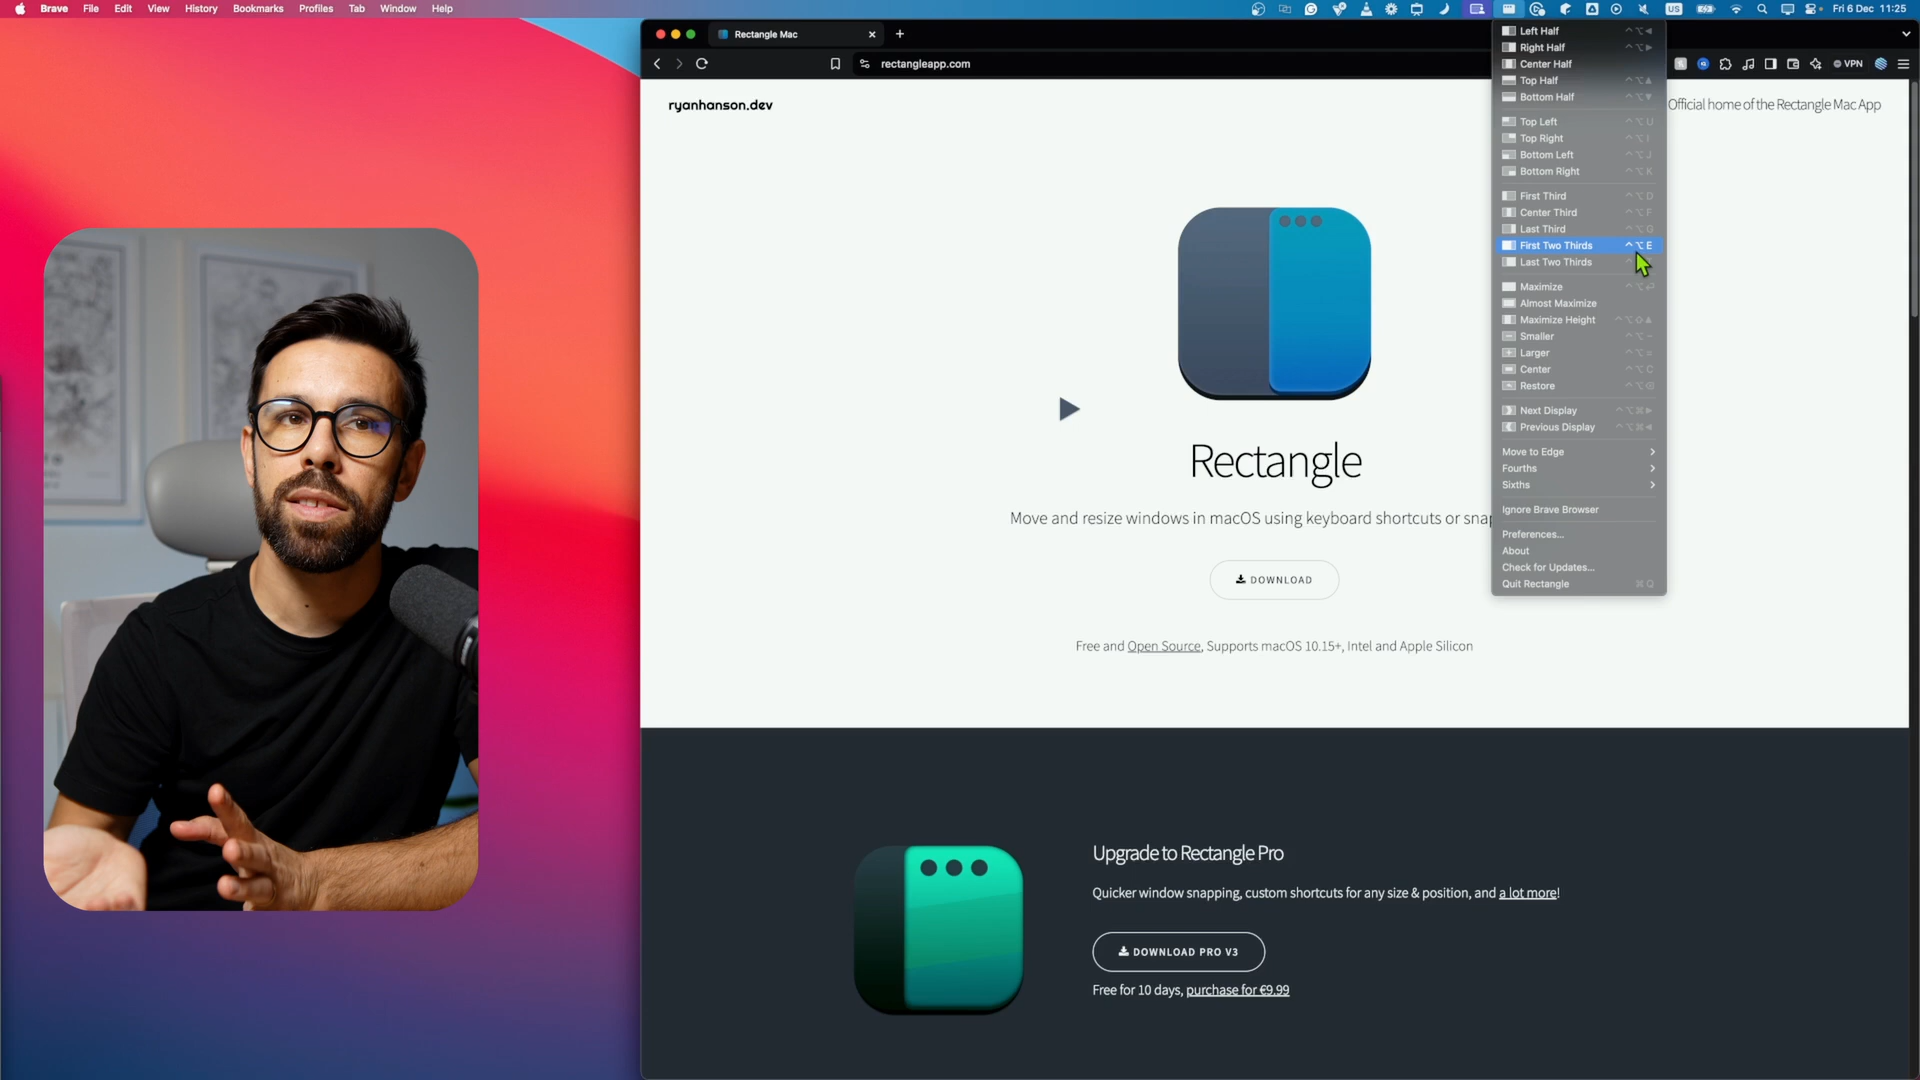 Brave File Edit View History Bookmarks Profiles Tab Window Help
US Fri 6 Dec 11:25
Rectangle Mac
rectangleapp.com
VPN
ryanhanson.dev
Official home of the Rectangle Mac App
Rectangle
Move and resize windows in macOS using keyboard shortcuts or snap
DOWNLOAD
Free and Open Source, Supports macOS 10.15+, Intel and Apple Silicon
Left Half ⌃⌥◀
Right Half ⌃⌥▶
Center Half
Top Half ⌃⌥▲
Bottom Half ⌃⌥▼
Top Left ⌃⌥U
Top Right ⌃⌥I
Bottom Left ⌃⌥J
Bottom Right ⌃⌥K
First Third ⌃⌥D
Center Third ⌃⌥F
Last Third ⌃⌥G
First Two Thirds ⌃⌥E
Last Two Thirds
Maximize ⌃⌥⏎
Almost Maximize
Maximize Height ⌃⌥⇧▲
Smaller ⌃⌥-
Larger ⌃⌥=
Center ⌃⌥C
Restore ⌃⌥⌫
Next Display ⌃⌥⌘▶
Previous Display ⌃⌥⌘◀
Move to Edge
Fourths
Sixths
Ignore Brave Browser
Preferences...
About
Check for Updates...
Quit Rectangle ⌘Q
Upgrade to Rectangle Pro
Quicker window snapping, custom shortcuts for any size & position, and a lot more!
DOWNLOAD PRO V3
Free for 10 days, purchase for €9.99